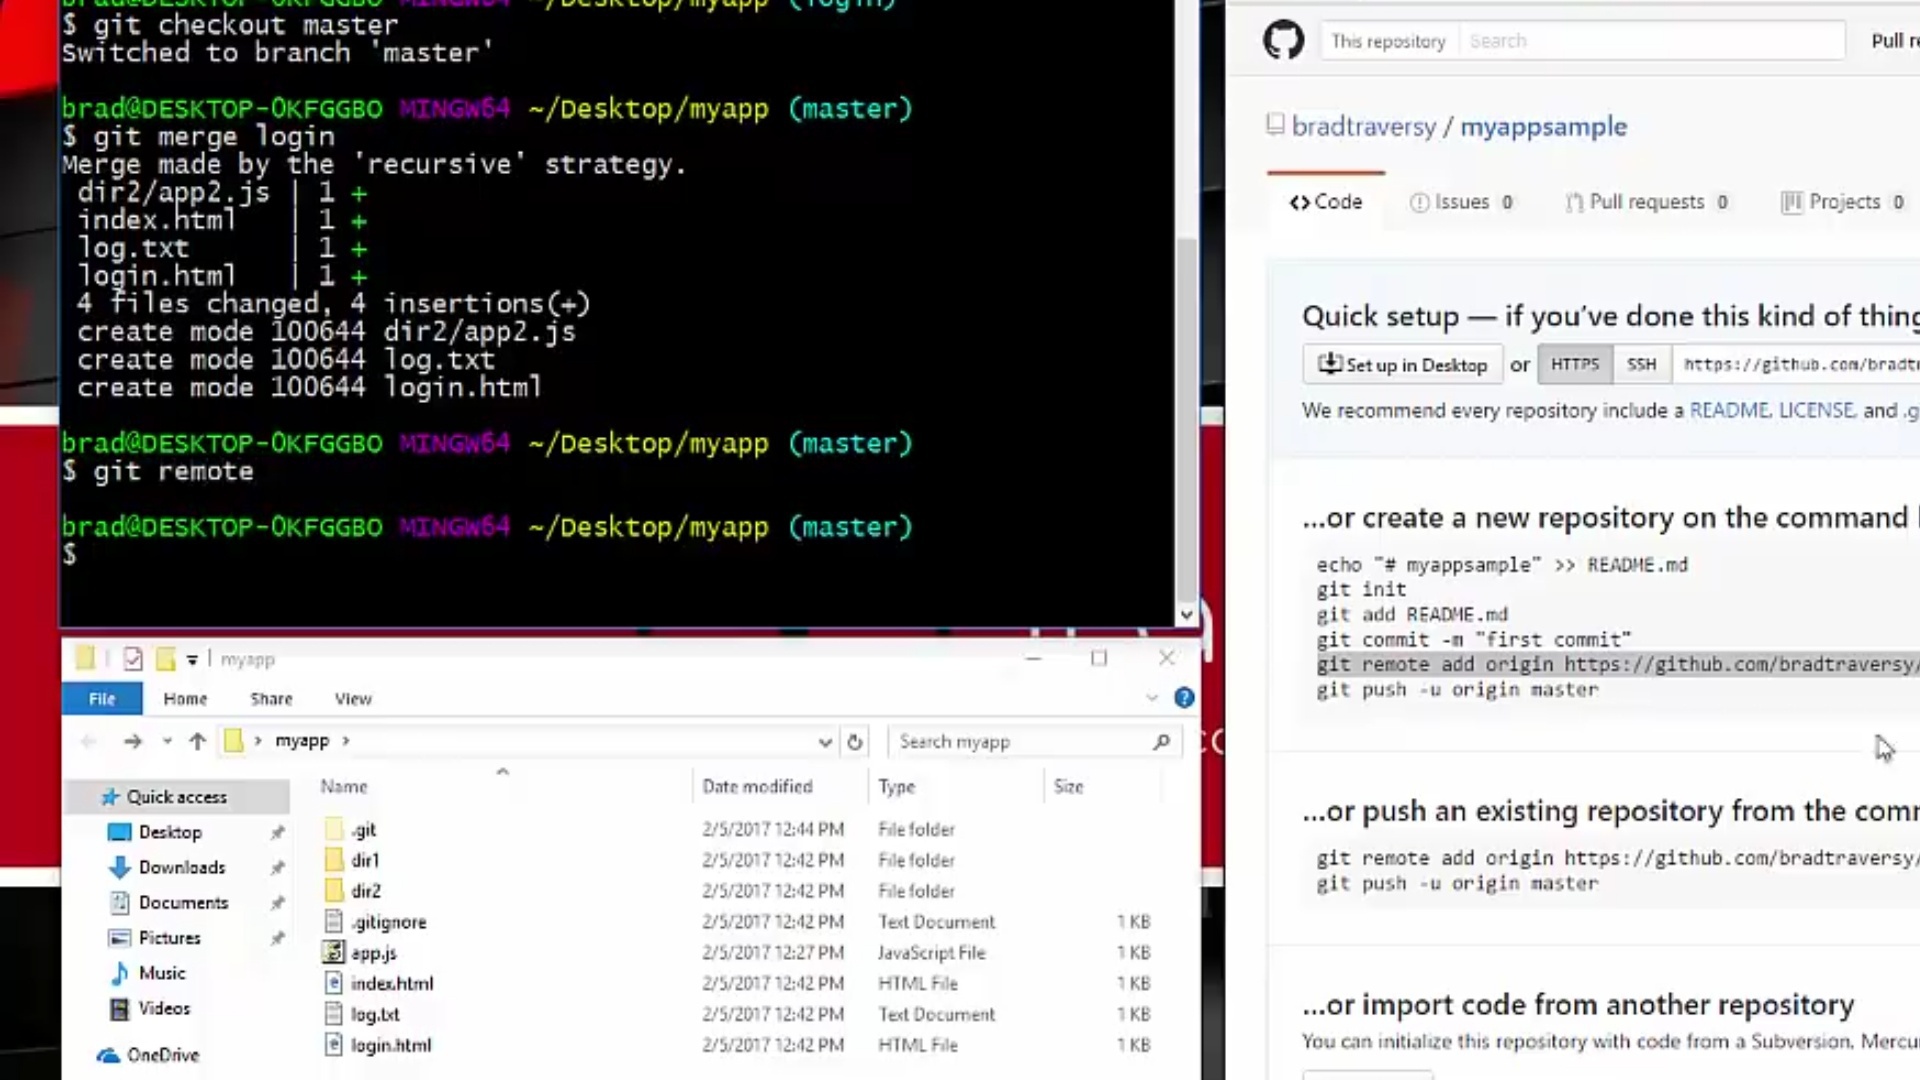 brad@DESKTOP-0KFGGBO MINGW64 ~/Desktop/myapp (login)
$ git checkout master
Switched to branch 'master'
brad@DESKTOP-0KFGGBO MINGW64 ~/Desktop/myapp (master)
$ git merge login
Merge made by the 'recursive' strategy.
dir2/app2.js | 1 +
index.html | 1 +
log.txt | 1 +
login.html | 1 +
4 files changed, 4 insertions(+)
create mode 100644 dir2/app2.js
create mode 100644 log.txt
create mode 100644 login.html
brad@DESKTOP-0KFGGBO MINGW64 ~/Desktop/myapp (master)
$ git remote
brad@DESKTOP-0KFGGBO MINGW64 ~/Desktop/myapp (master)
$
myapp
File Home Share View
myapp
Search myapp
Name Date modified Type Size
Quick access
Desktop
Downloads
Documents
Pictures
Music
Videos
OneDrive
.git 2/5/2017 12:44 PM File folder
dir1 2/5/2017 12:42 PM File folder
dir2 2/5/2017 12:42 PM File folder
.gitignore 2/5/2017 12:42 PM Text Document 1 KB
app.js 2/5/2017 12:27 PM JavaScript File 1 KB
index.html 2/5/2017 12:42 PM HTML File 1 KB
log.txt 2/5/2017 12:42 PM Text Document 1 KB
login.html 2/5/2017 12:42 PM HTML File 1 KB
This repository Search Pull re
bradtraversy / myappsample
Code Issues 0 Pull requests 0 Projects 0
Quick setup — if you've done this kind of thing
Set up in Desktop or HTTPS SSH https://github.com/bradtr
We recommend every repository include a README, LICENSE, and .g
...or create a new repository on the command
echo "# myappsample" >> README.md
git init
git add README.md
git commit -m "first commit"
git remote add origin https://github.com/bradtraversy/
git push -u origin master
...or push an existing repository from the comm
git remote add origin https://github.com/bradtraversy/
git push -u origin master
...or import code from another repository
You can initialize this repository with code from a Subversion, Mercu